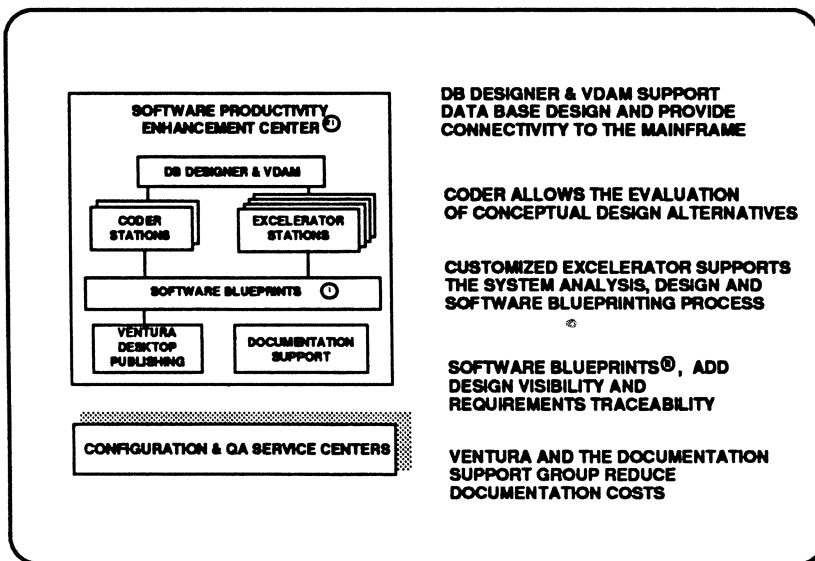 SOFTWARE PRODUCTIVITY
ENHANCEMENT CENTER
DB DESIGNER & VDAM
CODER
STATIONS
EXCELERATOR
STATIONS
SOFTWARE BLUEPRINTS
VENTURA
DESKTOP
PUBLISHING
DOCUMENTATION
SUPPORT
CONFIGURATION & QA SERVICE CENTERS
DB DESIGNER & VDAM SUPPORT
DATA BASE DESIGN AND PROVIDE
CONNECTIVITY TO THE MAINFRAME
CODER ALLOWS THE EVALUATION
OF CONCEPTUAL DESIGN ALTERNATIVES
CUSTOMIZED EXCELERATOR SUPPORTS
THE SYSTEM ANALYSIS, DESIGN AND
SOFTWARE BLUEPRINTING PROCESS
SOFTWARE BLUEPRINTS®, ADD
DESIGN VISIBILITY AND
REQUIREMENTS TRACEABILITY
VENTURA AND THE DOCUMENTATION
SUPPORT GROUP REDUCE
DOCUMENTATION COSTS